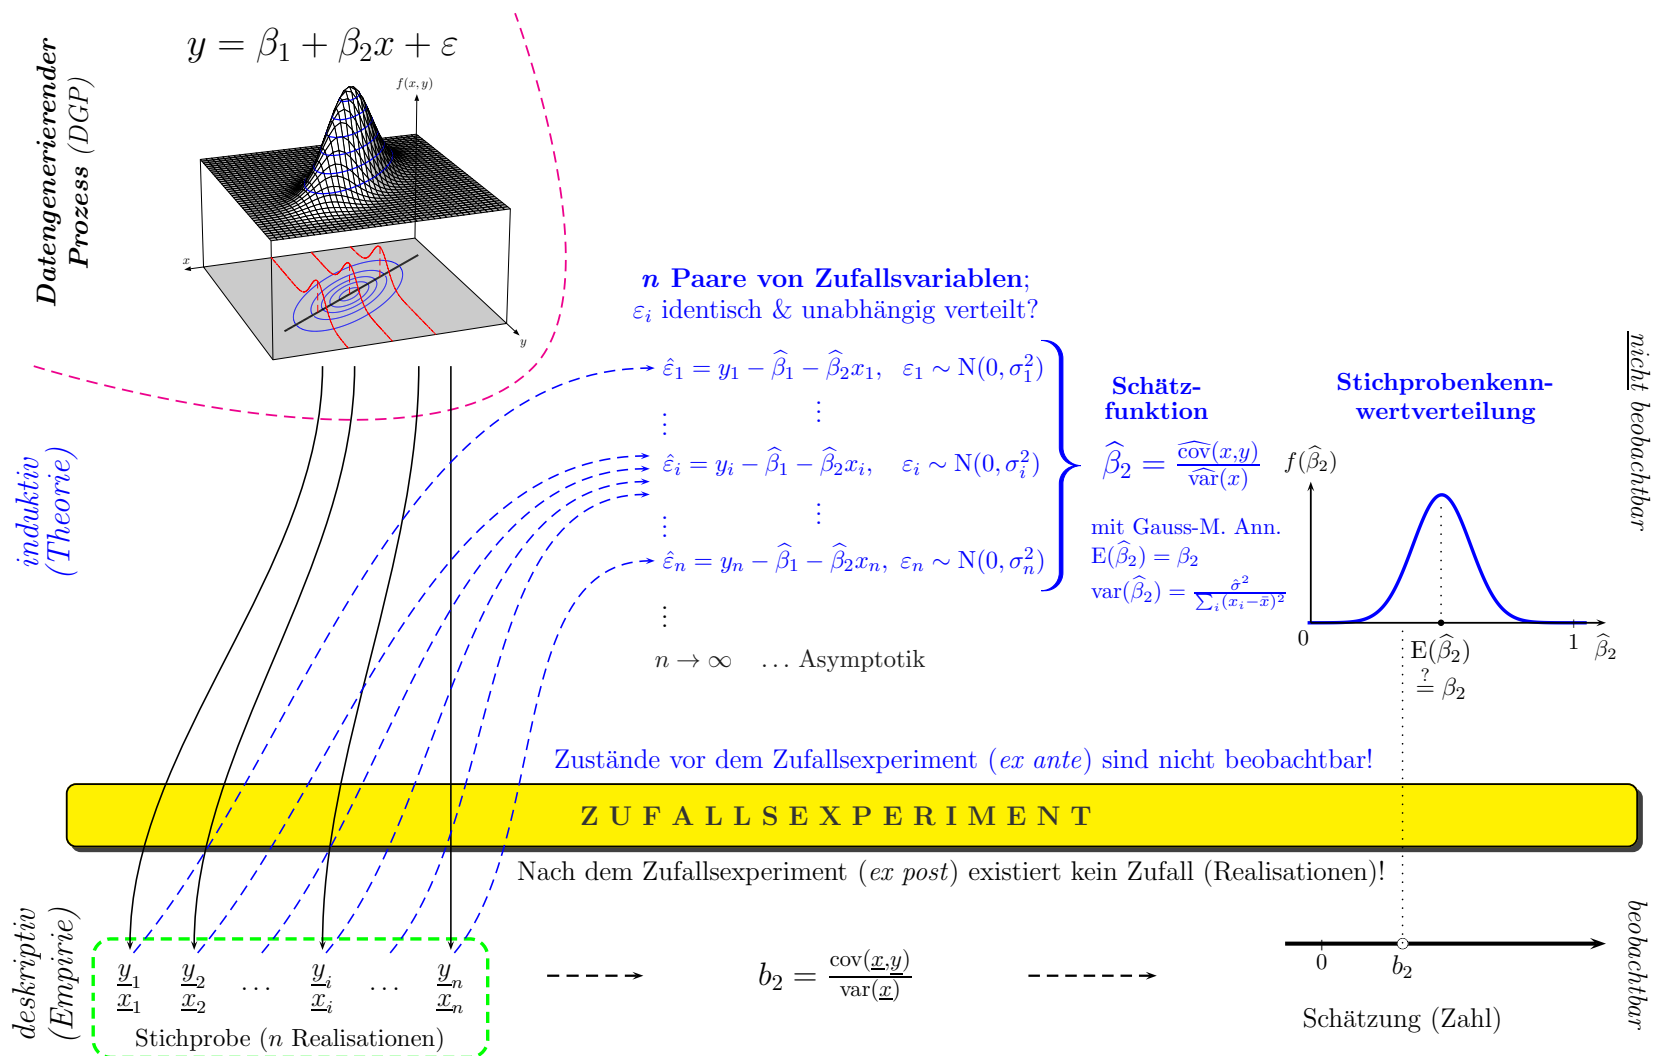 Datengenerierender
Prozess (DGP)
y = β₁ + β₂x + ε
f(x, y)
x
y
n Paare von Zufallsvariablen;
εᵢ identisch & unabhängig verteilt?
ε̂₁ = y₁ − β̂₁ − β̂₂x₁, ε₁ ∼ N(0, σ₁²)
⋮ ⋮
ε̂ᵢ = yᵢ − β̂₁ − β̂₂xᵢ, εᵢ ∼ N(0, σᵢ²)
⋮ ⋮
ε̂ₙ = yₙ − β̂₁ − β̂₂xₙ, εₙ ∼ N(0, σₙ²)
⋮
n → ∞ … Asymptotik
Schätz-
funktion
β̂₂ = côv(x,y) / vâr(x)
mit Gauss-M. Ann.
E(β̂₂) = β₂
var(β̂₂) = σ̂² / ∑ᵢ(xᵢ−x̄)²
Stichprobenkenn-
wertverteilung
f(β̂₂)
0
1
β̂₂
E(β̂₂)
≟ β₂
nicht beobachtbar
induktiv
(Theorie)
Zustände vor dem Zufallsexperiment (ex ante) sind nicht beobachtbar!
ZUFALLSEXPERIMENT
Nach dem Zufallsexperiment (ex post) existiert kein Zufall (Realisationen)!
deskriptiv
(Empirie)
y₁ y₂ … yᵢ … yₙ
x₁ x₂ xᵢ xₙ
Stichprobe (n Realisationen)
b₂ = cov(x,y) / var(x)
0
b₂
Schätzung (Zahl)
beobachtbar